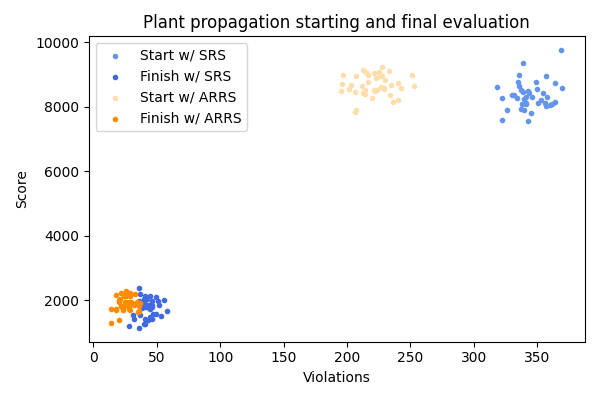 Plant propagation starting and final evaluation
Start w/ SRS
Finish w/ SRS
Start w/ ARRS
Finish w/ ARRS
10000
8000
6000
4000
2000
Score
0
50
100
150
200
250
300
350
Violations